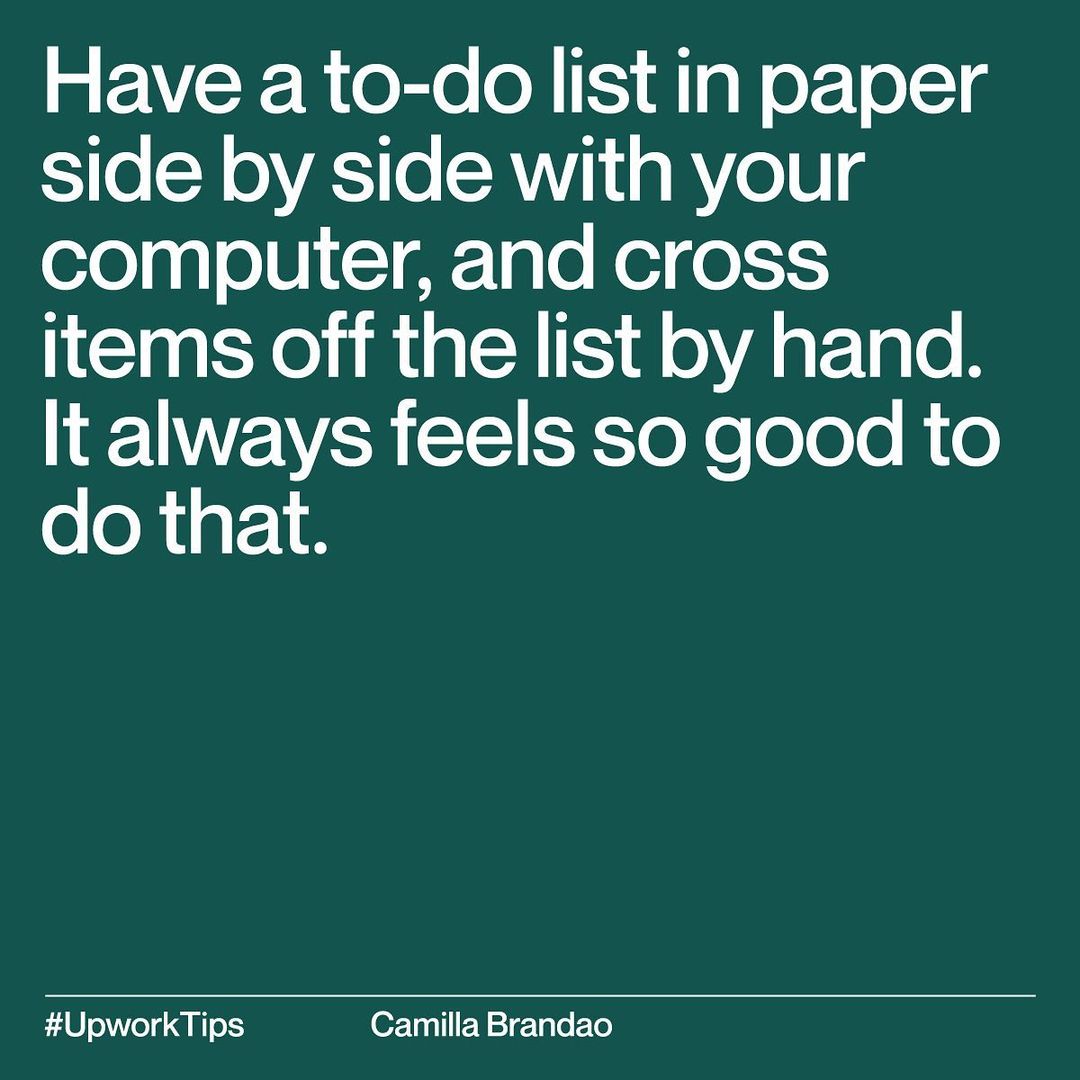 Have a to-do list in paper
side by side with your
computer, and cross
items off the list by hand.
It always feels so good to
do that.
#UpworkTips
Camilla Brandao